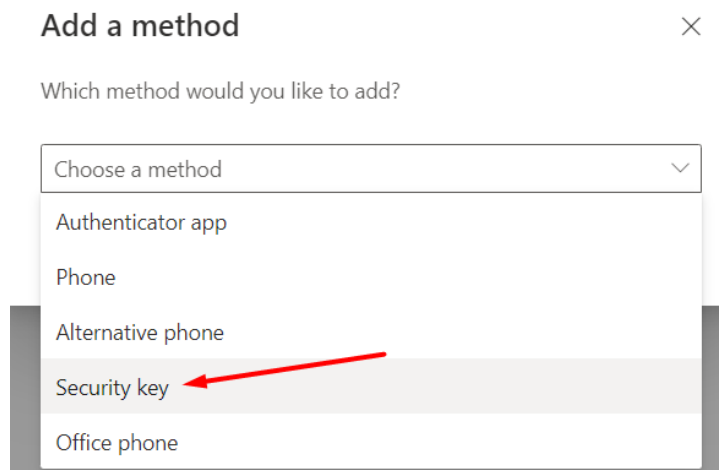 Add a method
Which method would you like to add?
Choose a method
Authenticator app
Phone
Alternative phone
Security key
Office phone